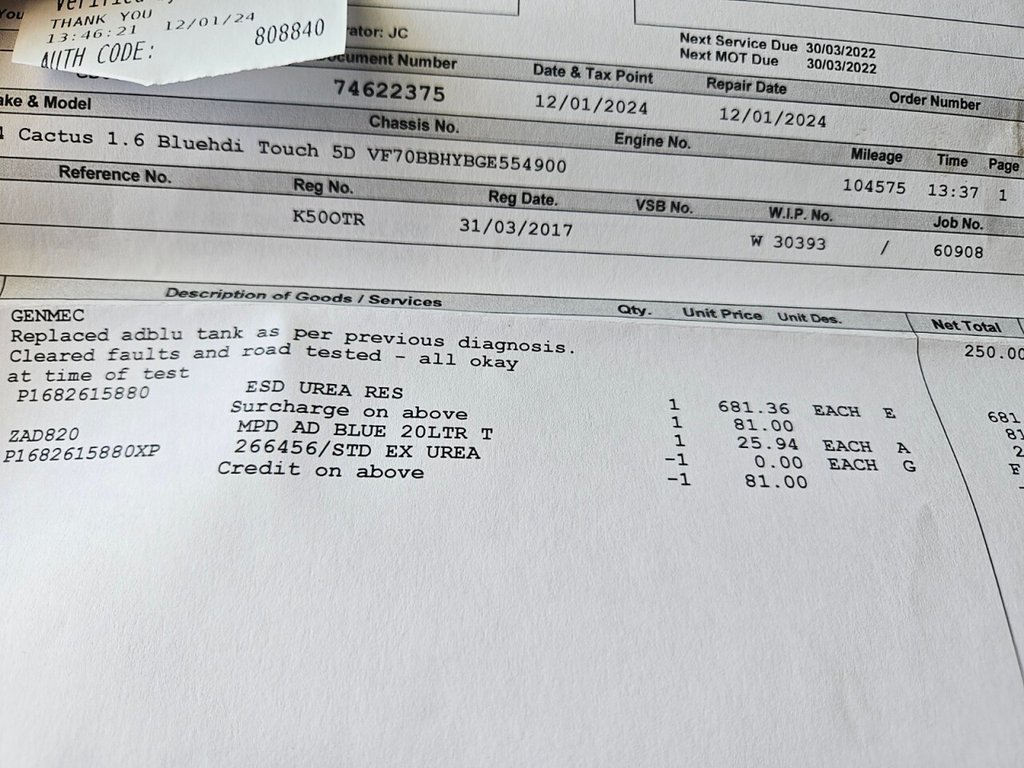 THANK YOU
13:46:21 12/01/24
AUTH CODE: 808840
JC
Next Service Due 30/03/2022
Next MOT Due 30/03/2022
Number Date & Tax Point Repair Date Order Number
74622375 12/01/2024 12/01/2024
& Model Chassis No. Engine No. Mileage Time Page
Cactus 1.6 Bluehdi Touch 5D VF70BBHYBGE554900 104575 13:37 1
Reference No. Reg No. Reg Date. VSB No. W.I.P. No. Job No.
K50OTR 31/03/2017 W 30393 / 60908
Description of Goods / Services Qty. Unit Price Unit Des. Net Total
GENMEC 250.00
Replaced adblu tank as per previous diagnosis.
Cleared faults and road tested - all okay
at time of test
P1682615880 ESD UREA RES 1 681.36 EACH E 681
Surcharge on above 1 81.00 81
ZAD820 MPD AD BLUE 20LTR T 1 25.94 EACH A 2
P1682615880XP 266456/STD EX UREA -1 0.00 EACH G F
Credit on above -1 81.00 -